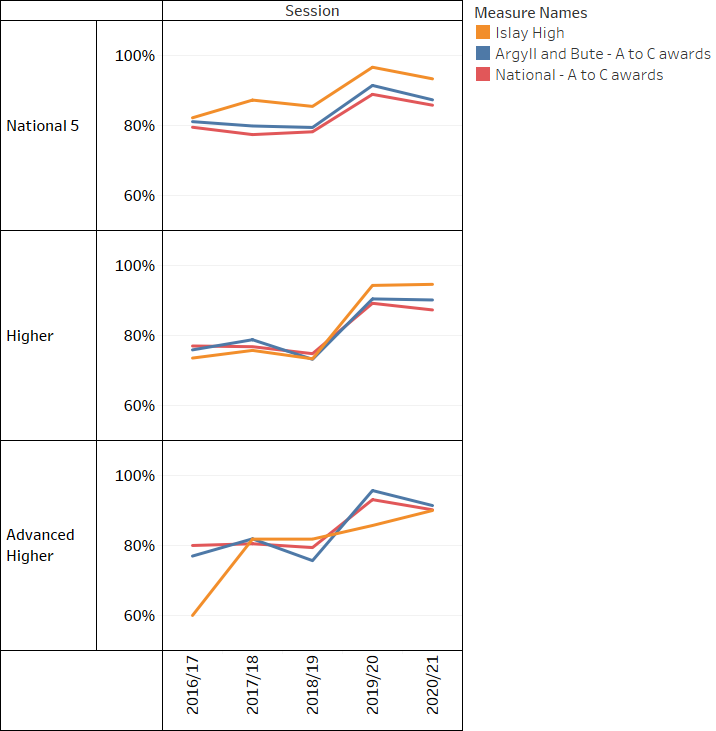 Session
Measure Names
Islay High
Argyll and Bute - A to C awards
National - A to C awards
National 5
100%
80%
60%
Higher
100%
80%
60%
Advanced
Higher
100%
80%
60%
2016/17
2017/18
2018/19
2019/20
2020/21